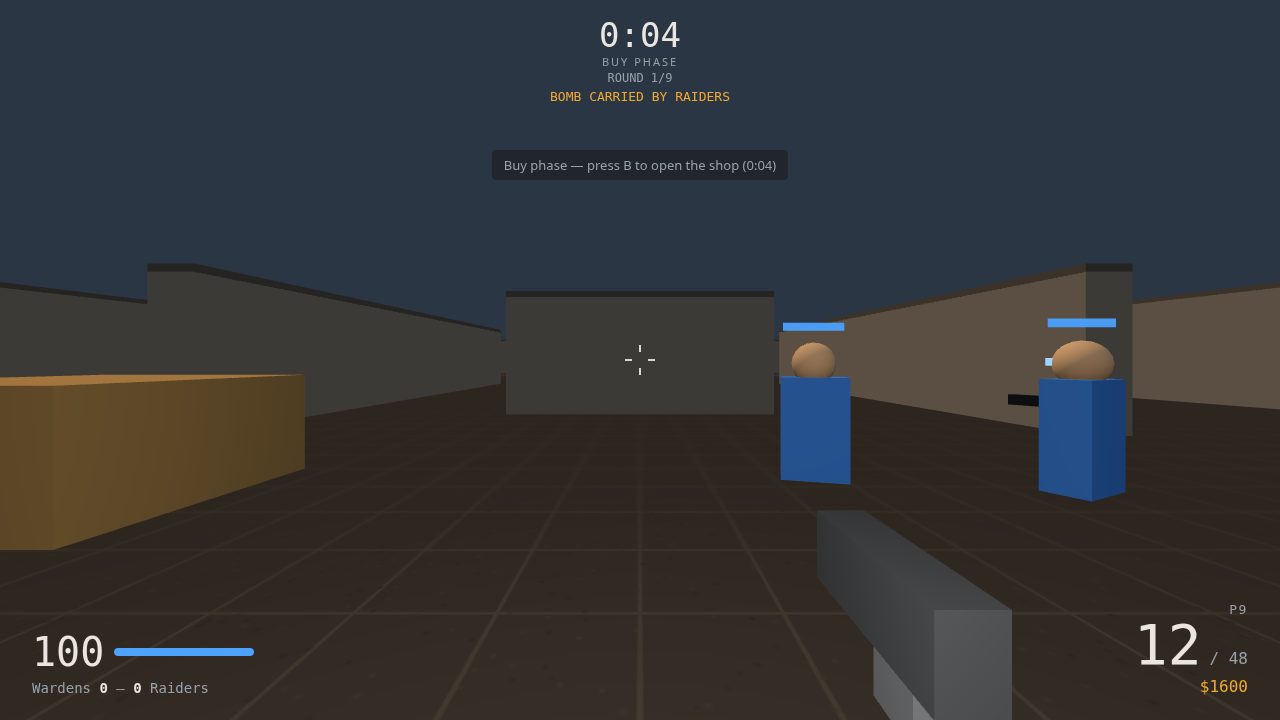 0:04
BUY PHASE
ROUND 1/9
BOMB CARRIED BY RAIDERS
Buy phase — press B to open the shop (0:04)
P9
12 / 48
$1600
100
Wardens 0 — 0 Raiders